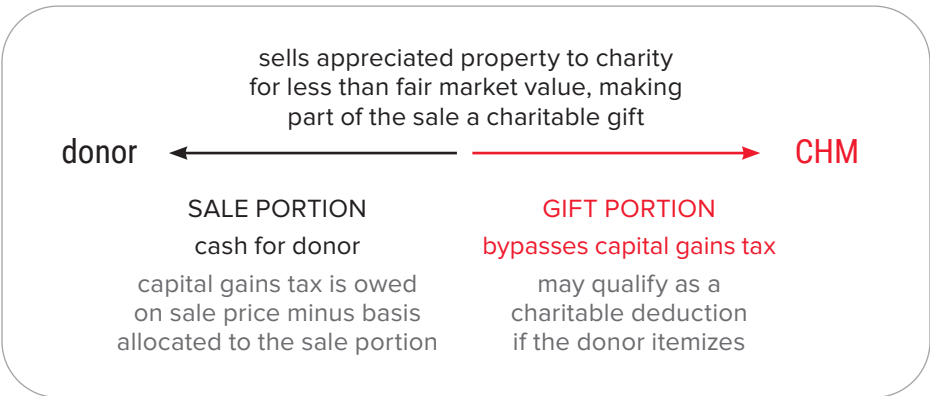 sells appreciated property to charity
for less than fair market value, making
part of the sale a charitable gift
donor
CHM
SALE PORTION
cash for donor
capital gains tax is owed
on sale price minus basis
allocated to the sale portion
GIFT PORTION
bypasses capital gains tax
may qualify as a
charitable deduction
if the donor itemizes